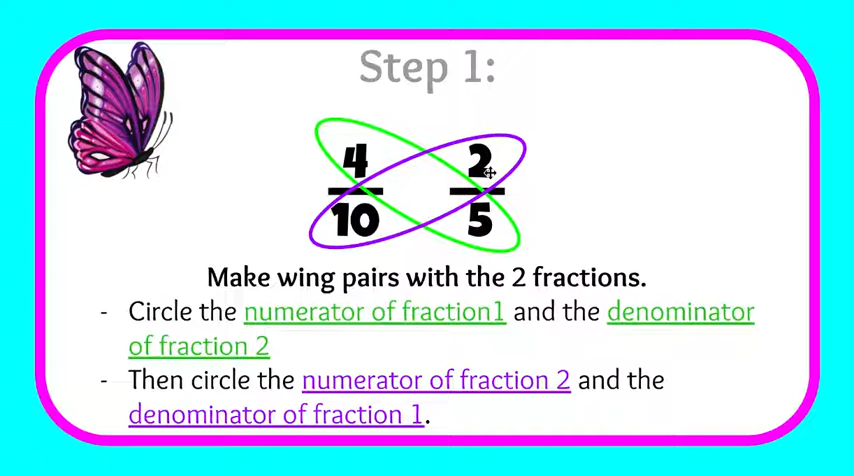 Step 1:
4 2
10 5
Make wing pairs with the 2 fractions.
- Circle the numerator of fraction1 and the denominator
of fraction 2
- Then circle the numerator of fraction 2 and the
denominator of fraction 1.